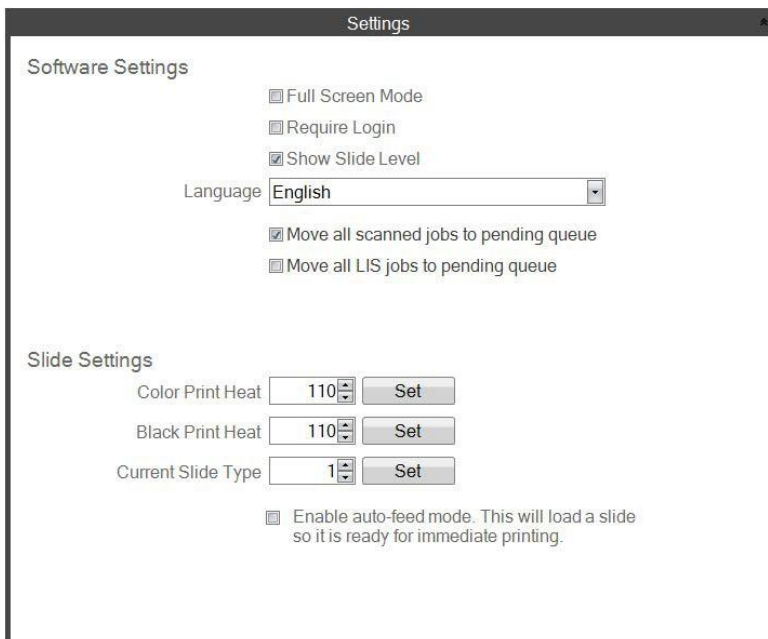 Settings
Software Settings
Full Screen Mode
Require Login
Show Slide Level
Language English
Move all scanned jobs to pending queue
Move all LIS jobs to pending queue
Slide Settings
Color Print Heat 110 Set
Black Print Heat 110 Set
Current Slide Type 1 Set
Enable auto-feed mode. This will load a slide
so it is ready for immediate printing.